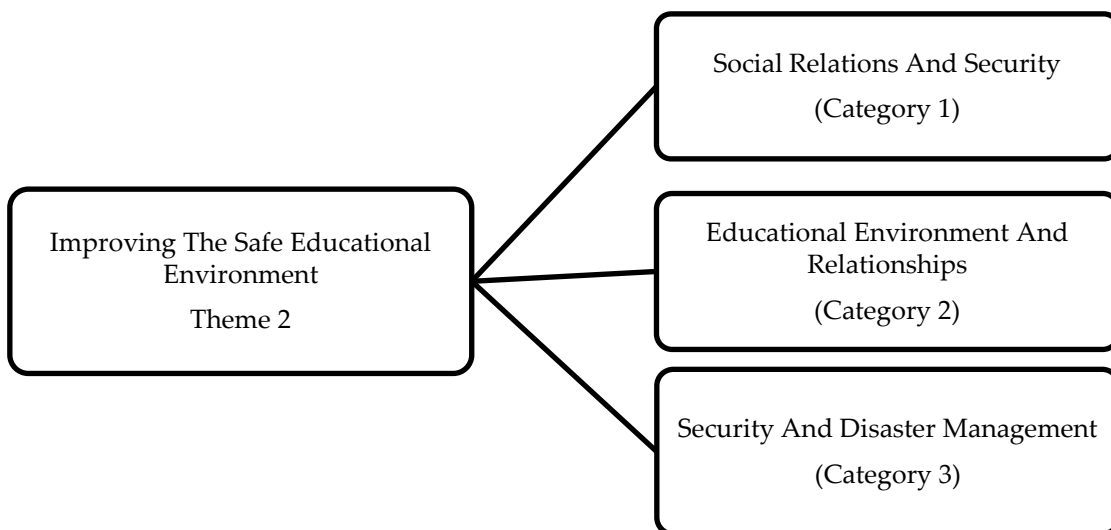 Improving The Safe Educational
Environment
Theme 2
Social Relations And Security
(Category 1)
Educational Environment And
Relationships
(Category 2)
Security And Disaster Management
(Category 3)